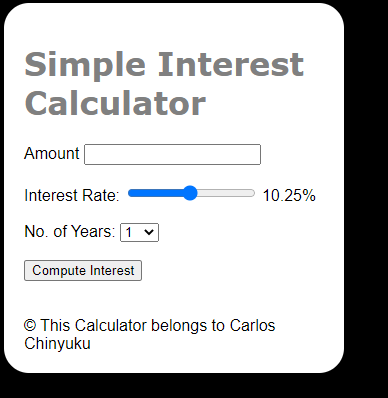 Simple Interest
Calculator
Amount
Interest Rate: 10.25%
No. of Years: 1
Compute Interest
© This Calculator belongs to Carlos
Chinyuku